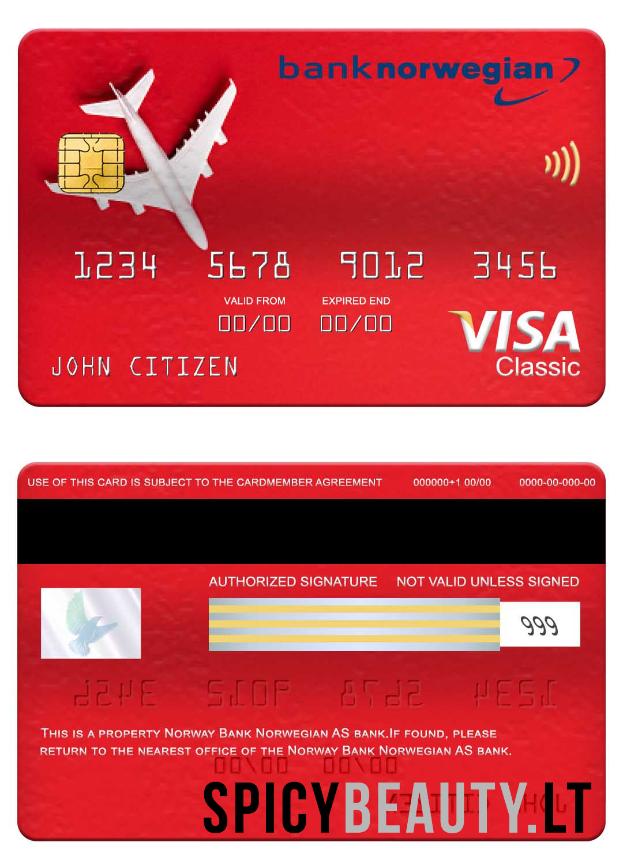 banknorwegian
1234 5678 9012 3456
VALID FROM EXPIRED END
00/00 00/00
VISA
JOHN CITIZEN
Classic
USE OF THIS CARD IS SUBJECT TO THE CARDMEMBER AGREEMENT 000000+1 00/00 0000-00-000-00
AUTHORIZED SIGNATURE NOT VALID UNLESS SIGNED
999
THIS IS A PROPERTY NORWAY BANK NORWEGIAN AS BANK.IF FOUND, PLEASE
RETURN TO THE NEAREST OFFICE OF THE NORWAY BANK NORWEGIAN AS BANK.
00/00 00/00
SPICYBEAUTY.LT